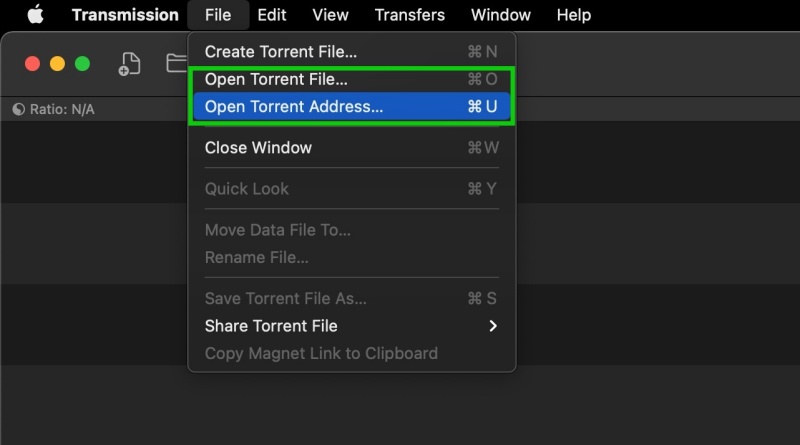 Transmission File Edit View Transfers Window Help
Create Torrent File... ⌘ N
Open Torrent File... ⌘ O
Open Torrent Address... ⌘ U
Ratio: N/A
Close Window ⌘ W
Quick Look ⌘ Y
Move Data File To...
Rename File...
Save Torrent File As... ⌘ S
Share Torrent File
Copy Magnet Link to Clipboard